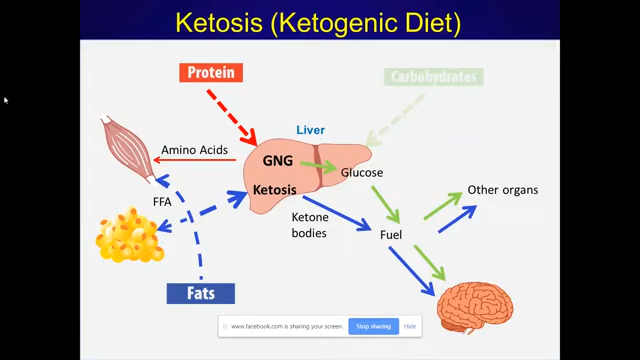 Ketosis (Ketogenic Diet)
Protein
Carbohydrates
Liver
Amino Acids
GNG
Glucose
Ketosis
Other organs
FFA
Ketone
bodies
Fuel
Fats
www.facebook.com is sharing your screen.
Stop sharing
Hide